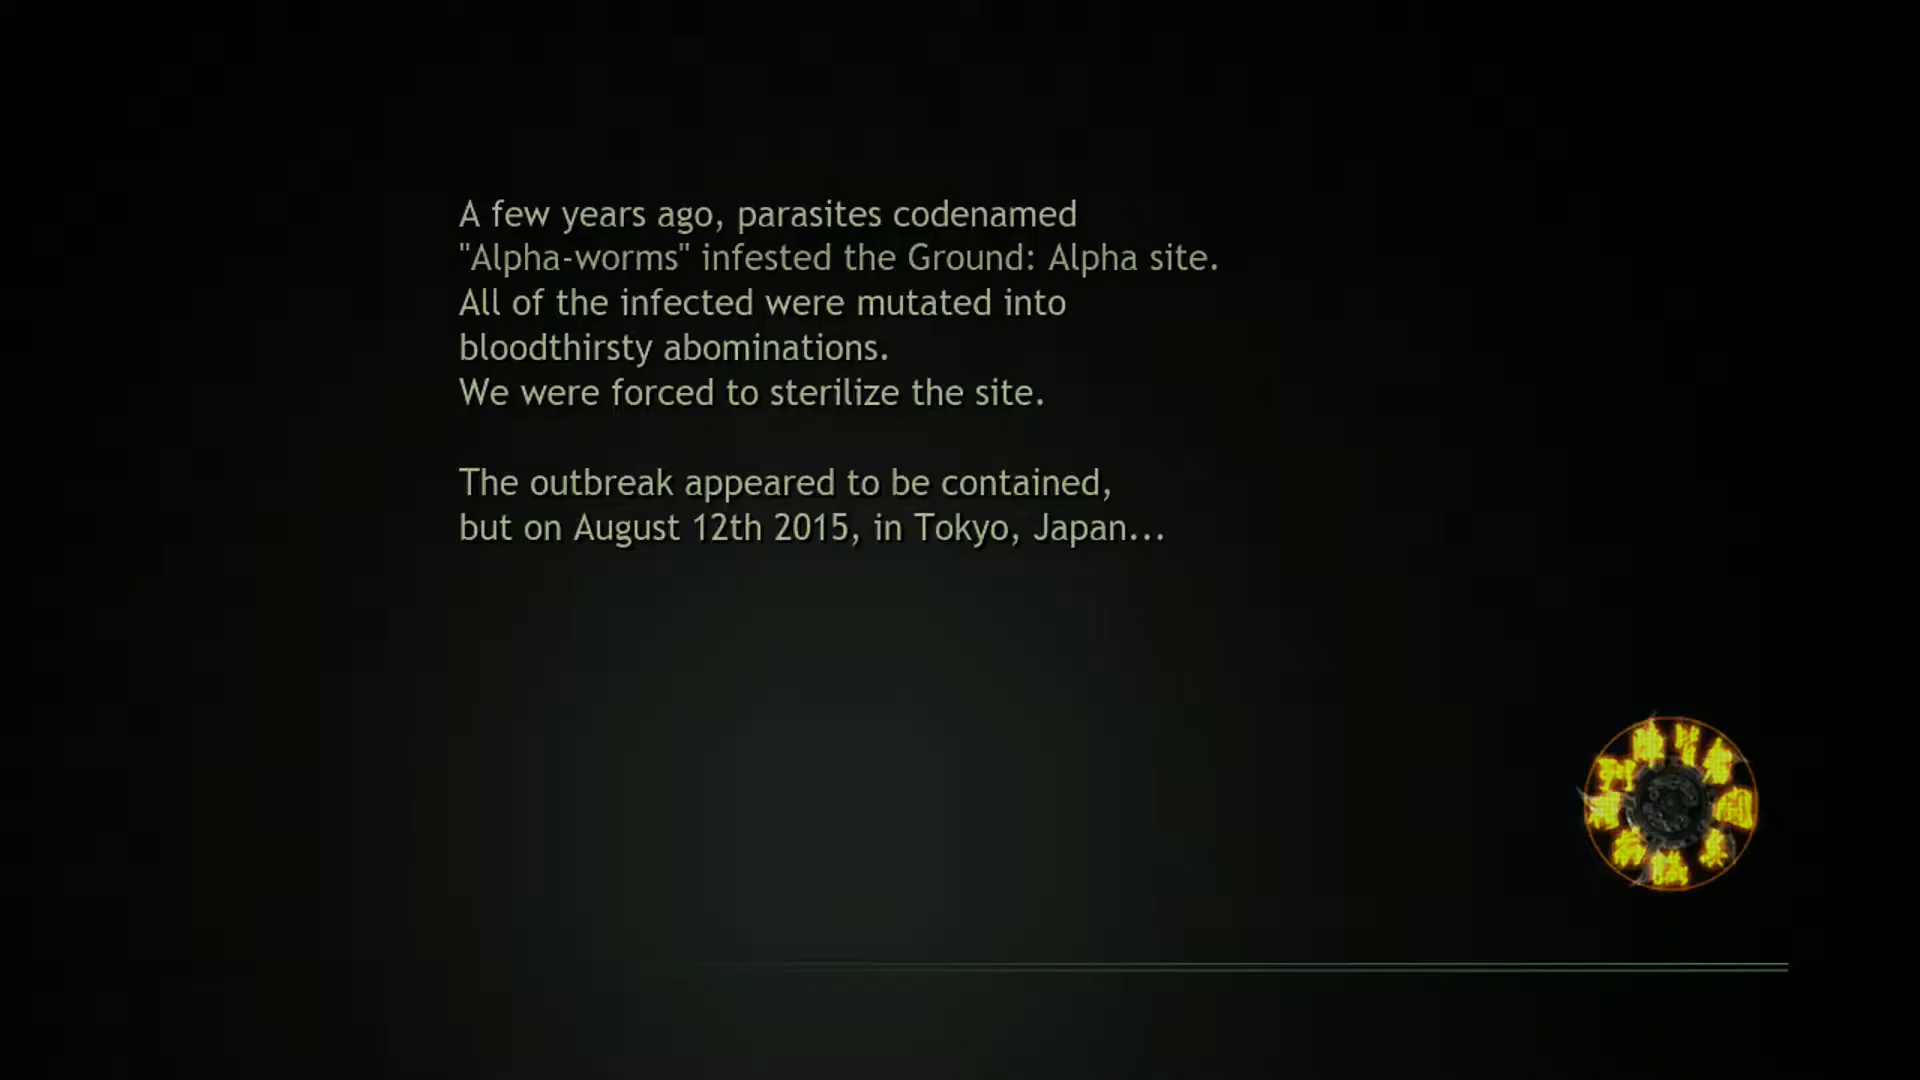 A few years ago, parasites codenamed
"Alpha-worms" infested the Ground: Alpha site.
All of the infected were mutated into
bloodthirsty abominations.
We were forced to sterilize the site.
The outbreak appeared to be contained,
but on August 12th 2015, in Tokyo, Japan...